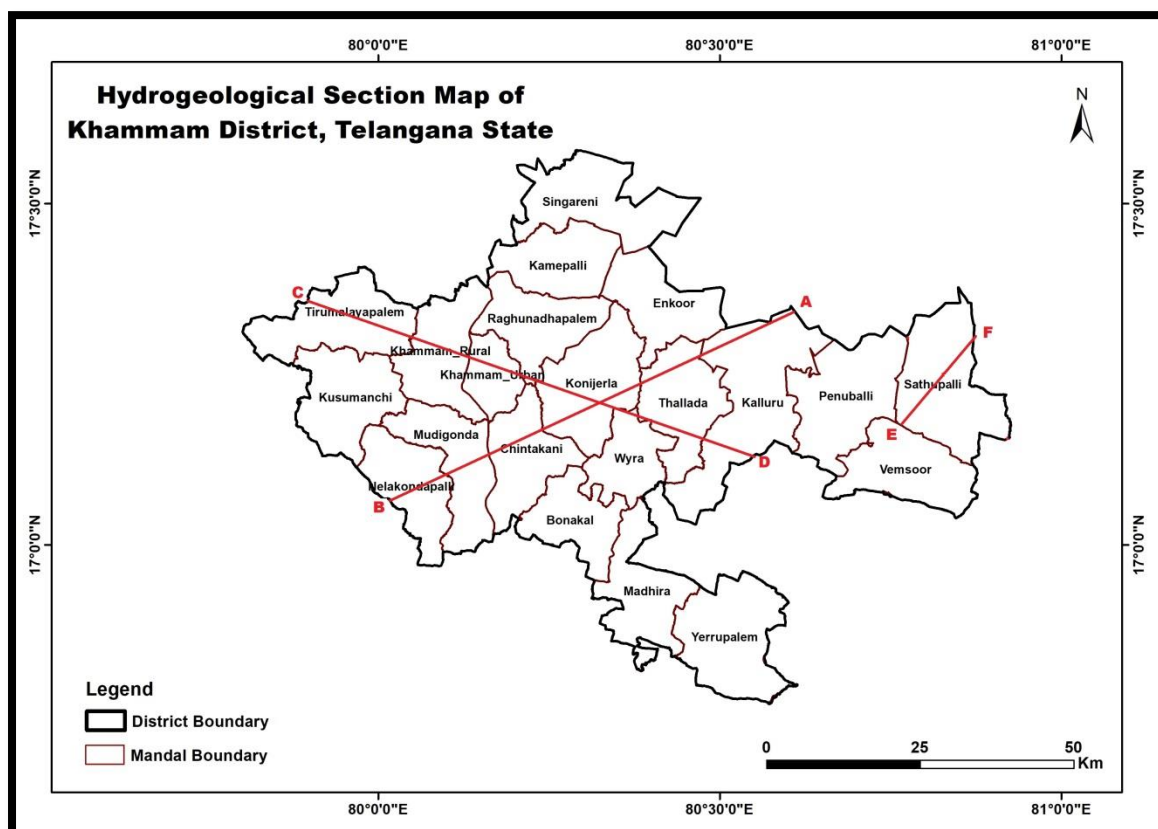 80°0'0"E
80°30'0"E
81°0'0"E
Hydrogeological Section Map of
Khammam District, Telangana State
N
17°30'0"N
17°30'0"N
Singareni
Kamepalli
Enkoor
C
A
Tirumalayapalem
Raghunadhapalem
F
Khammam_Rural
Khammam_Urban
Konijerla
Sathupalli
Kusumanchi
Thallada
Kalluru
Penuballi
E
Mudigonda
Chintakani
Wyra
D
Vemsoor
Nelakondapalli
B
Bonakal
17°0'0"N
17°0'0"N
Madhira
Yerrupalem
Legend
District Boundary
Mandal Boundary
0 25 50
Km
80°0'0"E
80°30'0"E
81°0'0"E